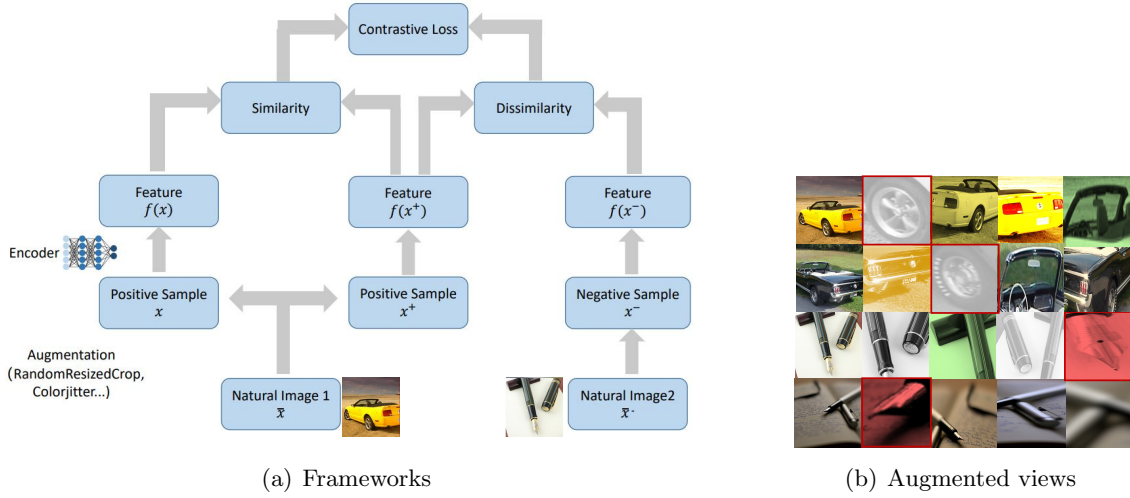 Contrastive Loss
Similarity
Dissimilarity
Feature
f(x)
Feature
f(x⁺)
Feature
f(x⁻)
Encoder
Positive Sample
x
Positive Sample
x⁺
Negative Sample
x⁻
Augmentation
(RandomResizedCrop,
Colorjitter...)
Natural Image 1
x̅
Natural Image2
x̅⁻
(a) Frameworks
(b) Augmented views